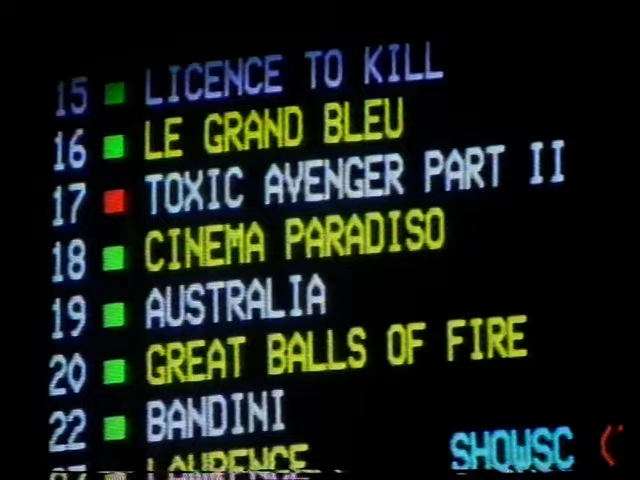 15 LICENCE TO KILL
16 LE GRAND BLEU
17 TOXIC AVENGER PART II
18 CINEMA PARADISO
19 AUSTRALIA
20 GREAT BALLS OF FIRE
22 BANDINI
LAWRENCE
SHOWSC